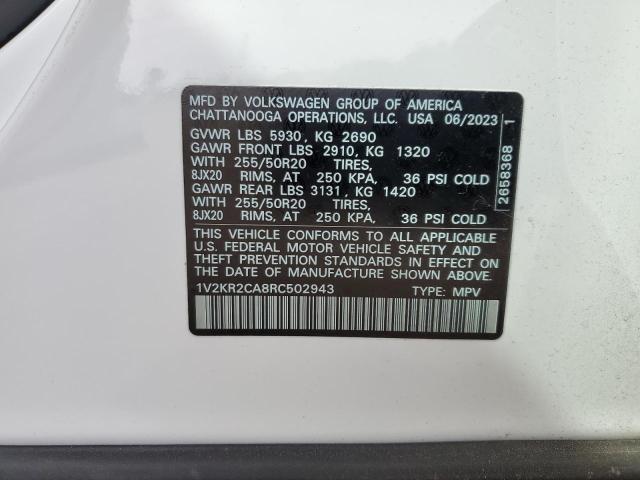 MFD BY VOLKSWAGEN GROUP OF AMERICA
CHATTANOOGA OPERATIONS, LLC. USA 06/2023
GVWR LBS 5930, KG 2690
GAWR FRONT LBS 2910, KG 1320
WITH 255/50R20 TIRES,
8JX20 RIMS, AT 250 KPA, 36 PSI COLD
GAWR REAR LBS 3131, KG 1420
WITH 255/50R20 TIRES,
8JX20 RIMS, AT 250 KPA, 36 PSI COLD
THIS VEHICLE CONFORMS TO ALL APPLICABLE
U.S. FEDERAL MOTOR VEHICLE SAFETY AND
THEFT PREVENTION STANDARDS IN EFFECT ON
THE DATE OF MANUFACTURE SHOWN ABOVE.
1V2KR2CA8RC502943 TYPE: MPV
2658368 1